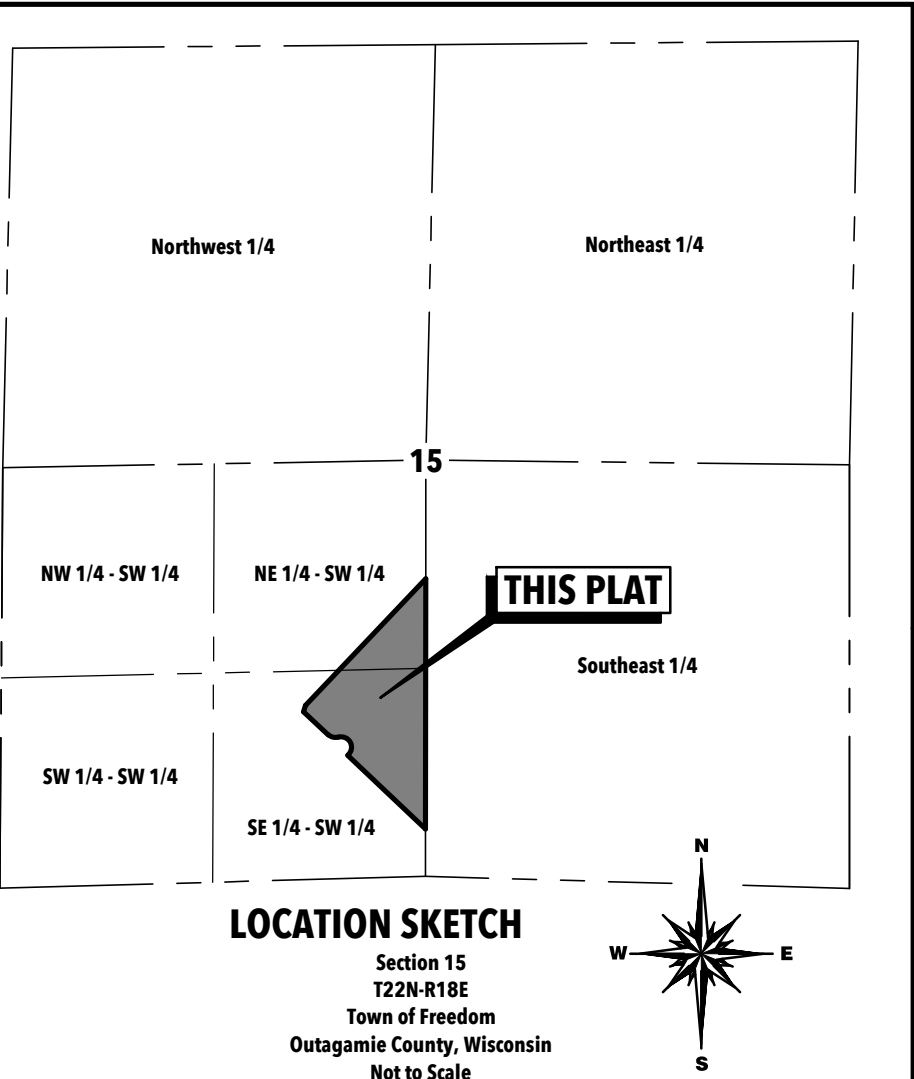 Northwest 1/4
Northeast 1/4
15
NW 1/4 - SW 1/4
NE 1/4 - SW 1/4
THIS PLAT
Southeast 1/4
SW 1/4 - SW 1/4
SE 1/4 - SW 1/4
N
W
E
S
LOCATION SKETCH
Section 15
T22N-R18E
Town of Freedom
Outagamie County, Wisconsin
Not to Scale